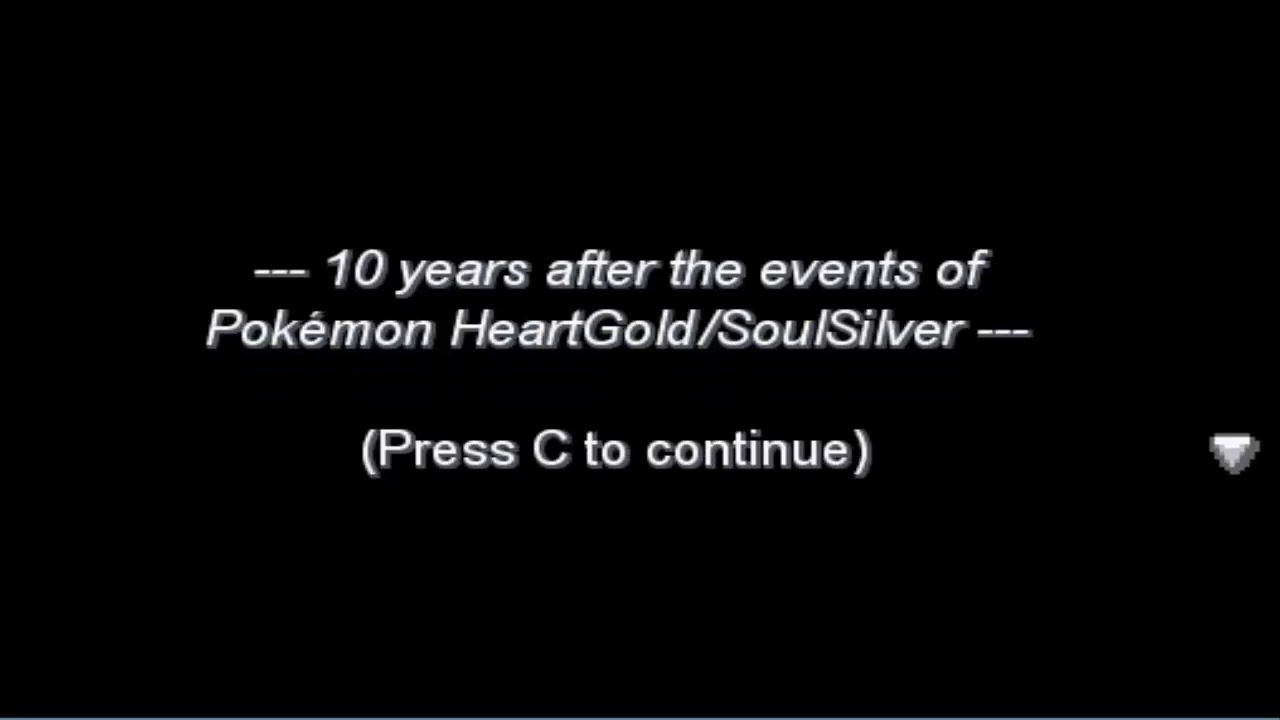 --- 10 years after the events of
Pokémon HeartGold/SoulSilver ---
(Press C to continue)